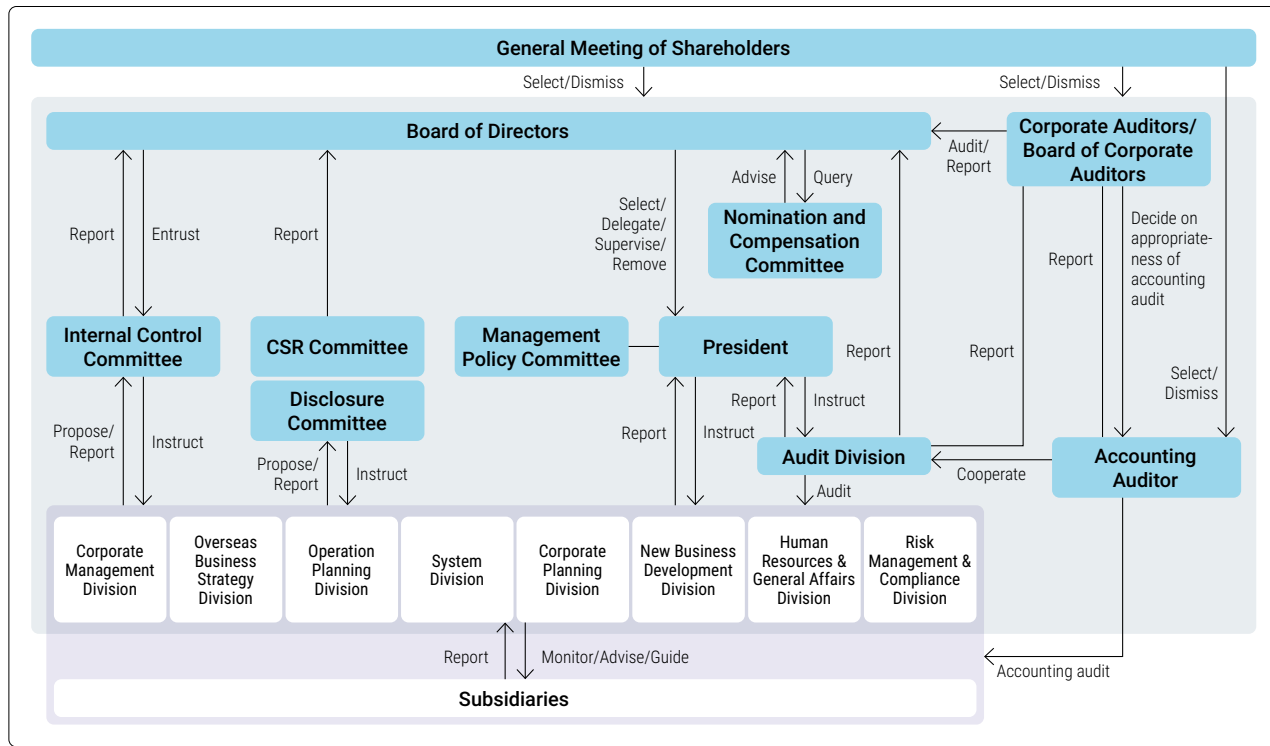 General Meeting of Shareholders
Select/Dismiss
Select/Dismiss
Board of Directors
Corporate Auditors/
Board of Corporate
Auditors
Audit/
Report
Advise
Query
Nomination and
Compensation
Committee
Report
Entrust
Report
Select/
Delegate/
Supervise/
Remove
Report
Decide on
appropriate-
ness of
accounting
audit
Internal Control
Committee
CSR Committee
Management
Policy Committee
President
Report
Report
Select/
Dismiss
Disclosure
Committee
Report
Instruct
Propose/
Report
Instruct
Report
Instruct
Audit Division
Cooperate
Accounting
Auditor
Propose/
Report
Instruct
Audit
Corporate
Management
Division
Overseas
Business
Strategy
Division
Operation
Planning
Division
System
Division
Corporate
Planning
Division
New Business
Development
Division
Human
Resources &
General Affairs
Division
Risk
Management &
Compliance
Division
Report
Monitor/Advise/Guide
Accounting audit
Subsidiaries